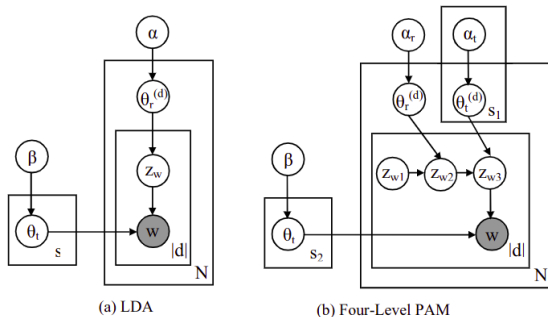 α
θr(d)
β
zw
θt
s
w
|d|
N
(a) LDA
αr
αt
θr(d)
θt(d)
s1
β
zw1
zw2
zw3
θt
s2
w
|d|
N
(b) Four-Level PAM